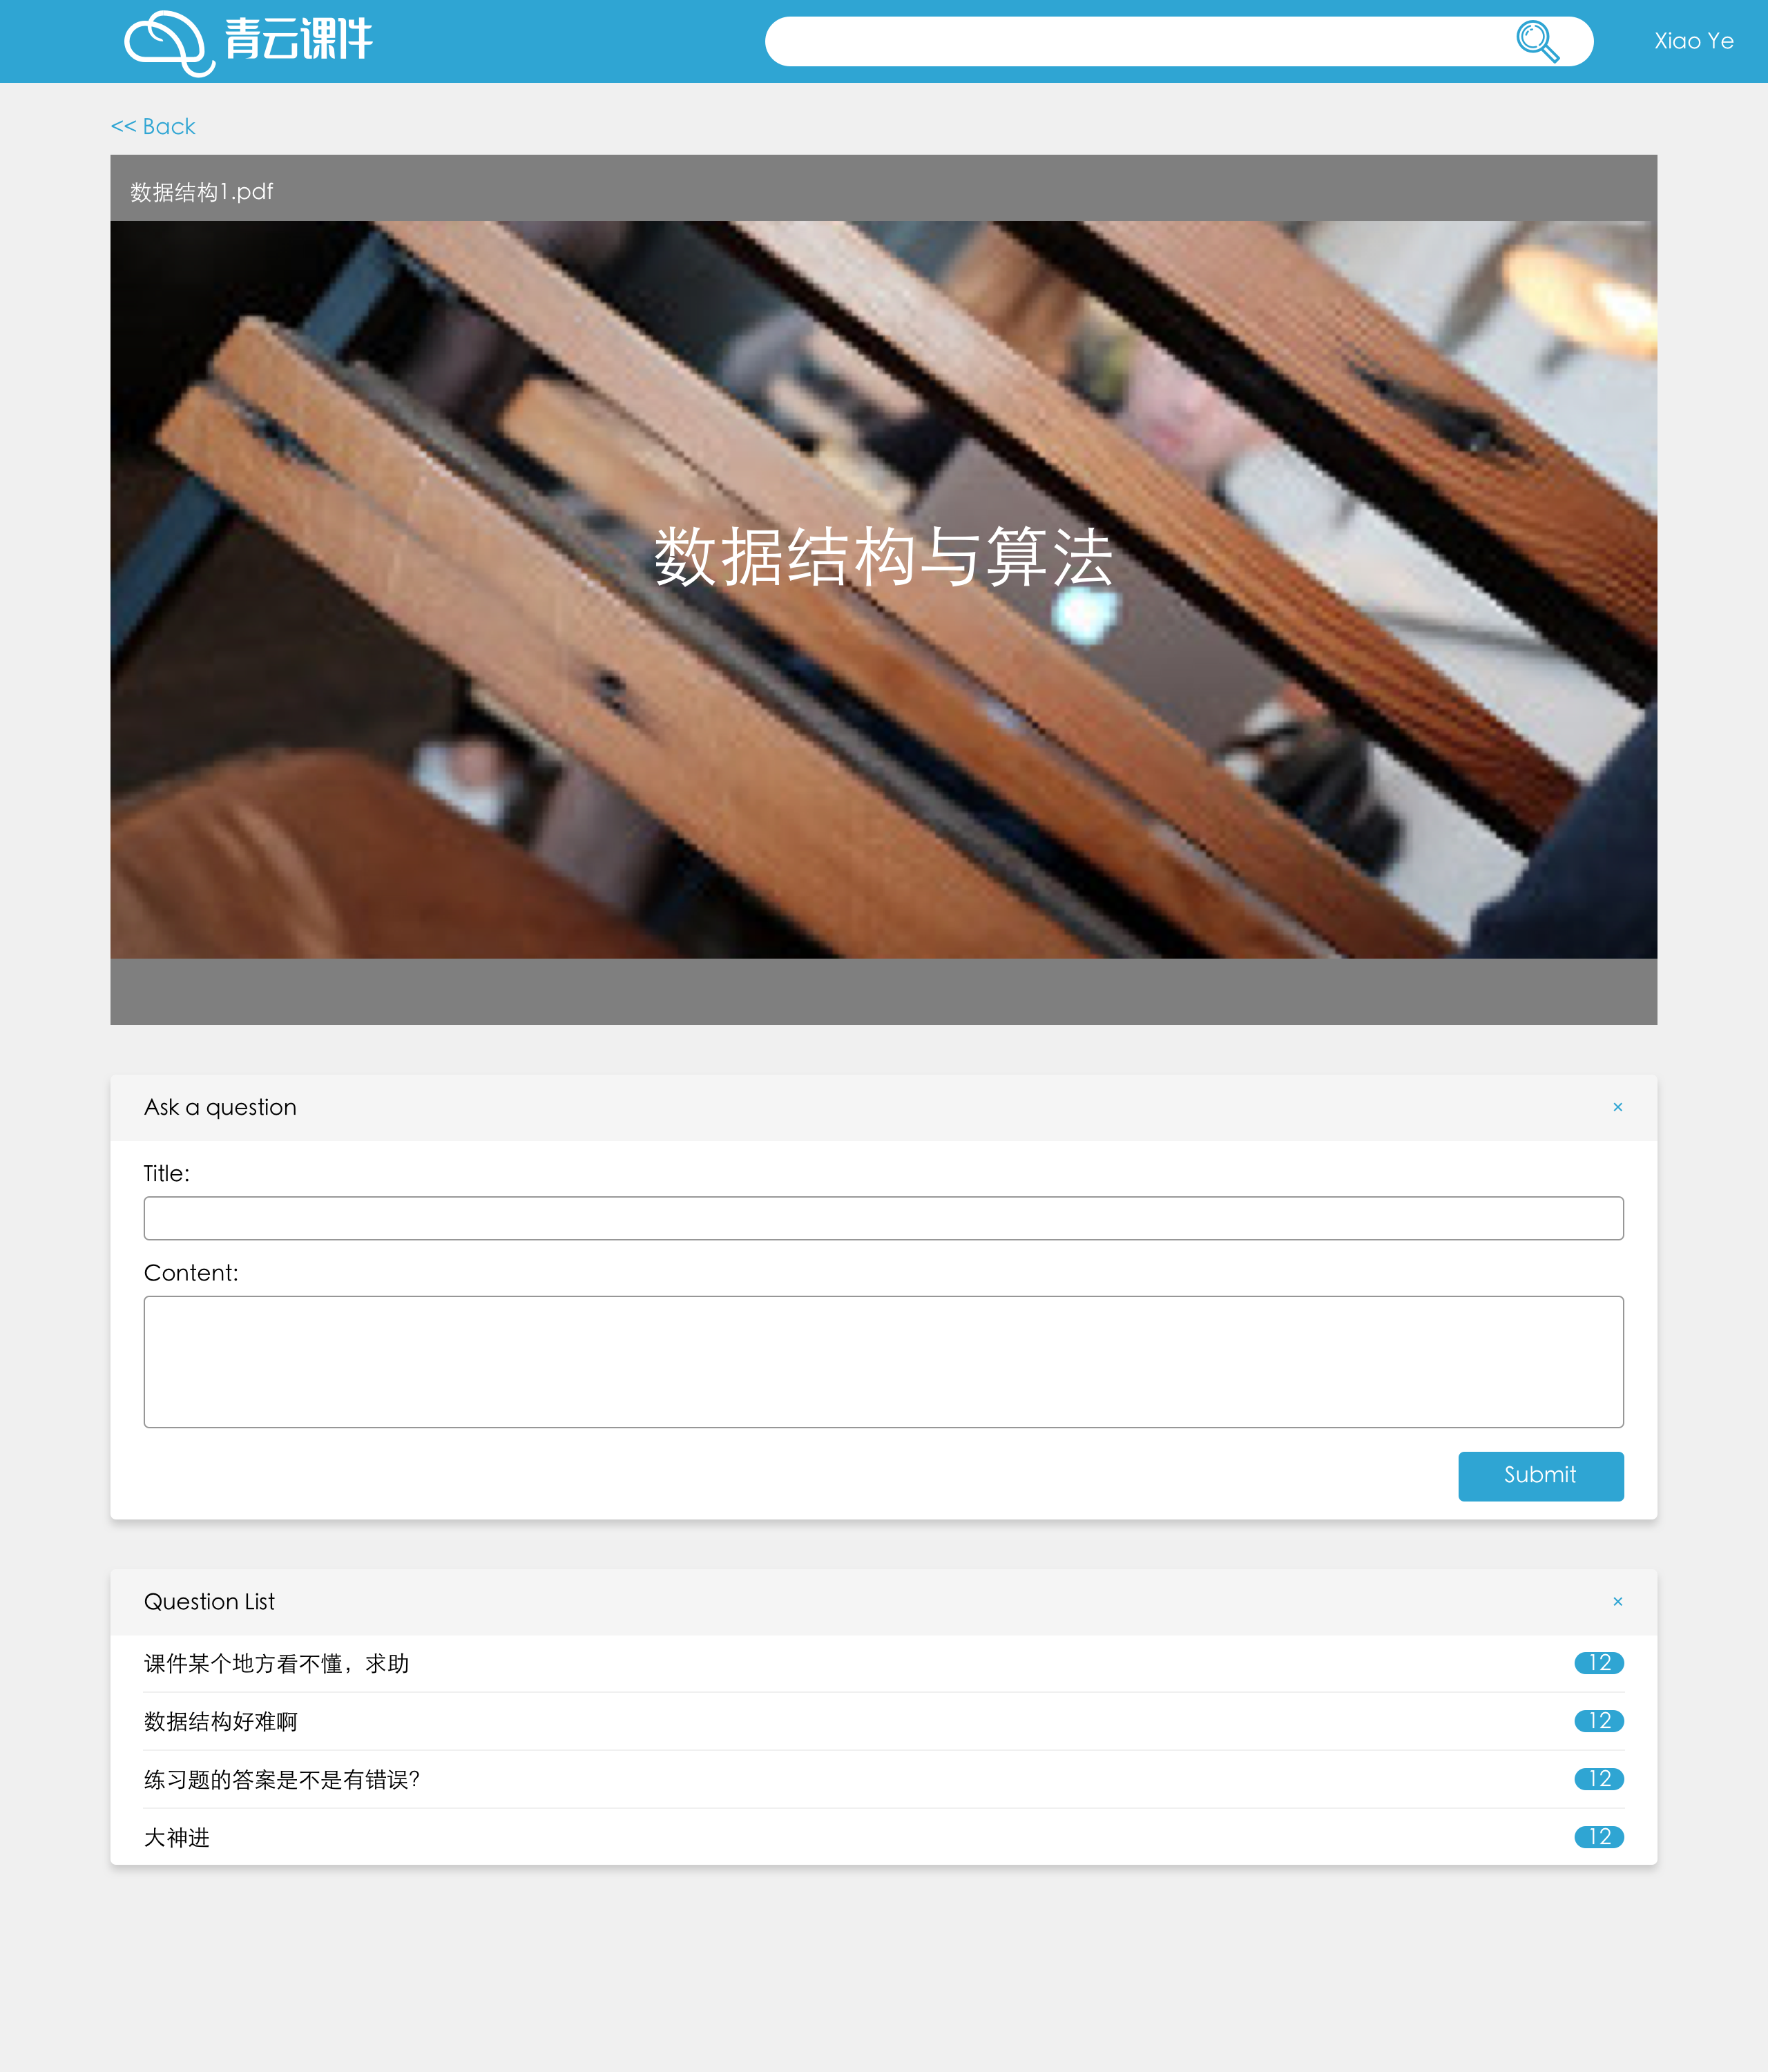 青云课件
Xiao Ye
<< Back
数据结构1.pdf
数据结构与算法
Ask a question
×
Title:
Content:
Submit
Question List
×
课件某个地方看不懂，求助 12
数据结构好难啊 12
练习题的答案是不是有错误？ 12
大神进 12